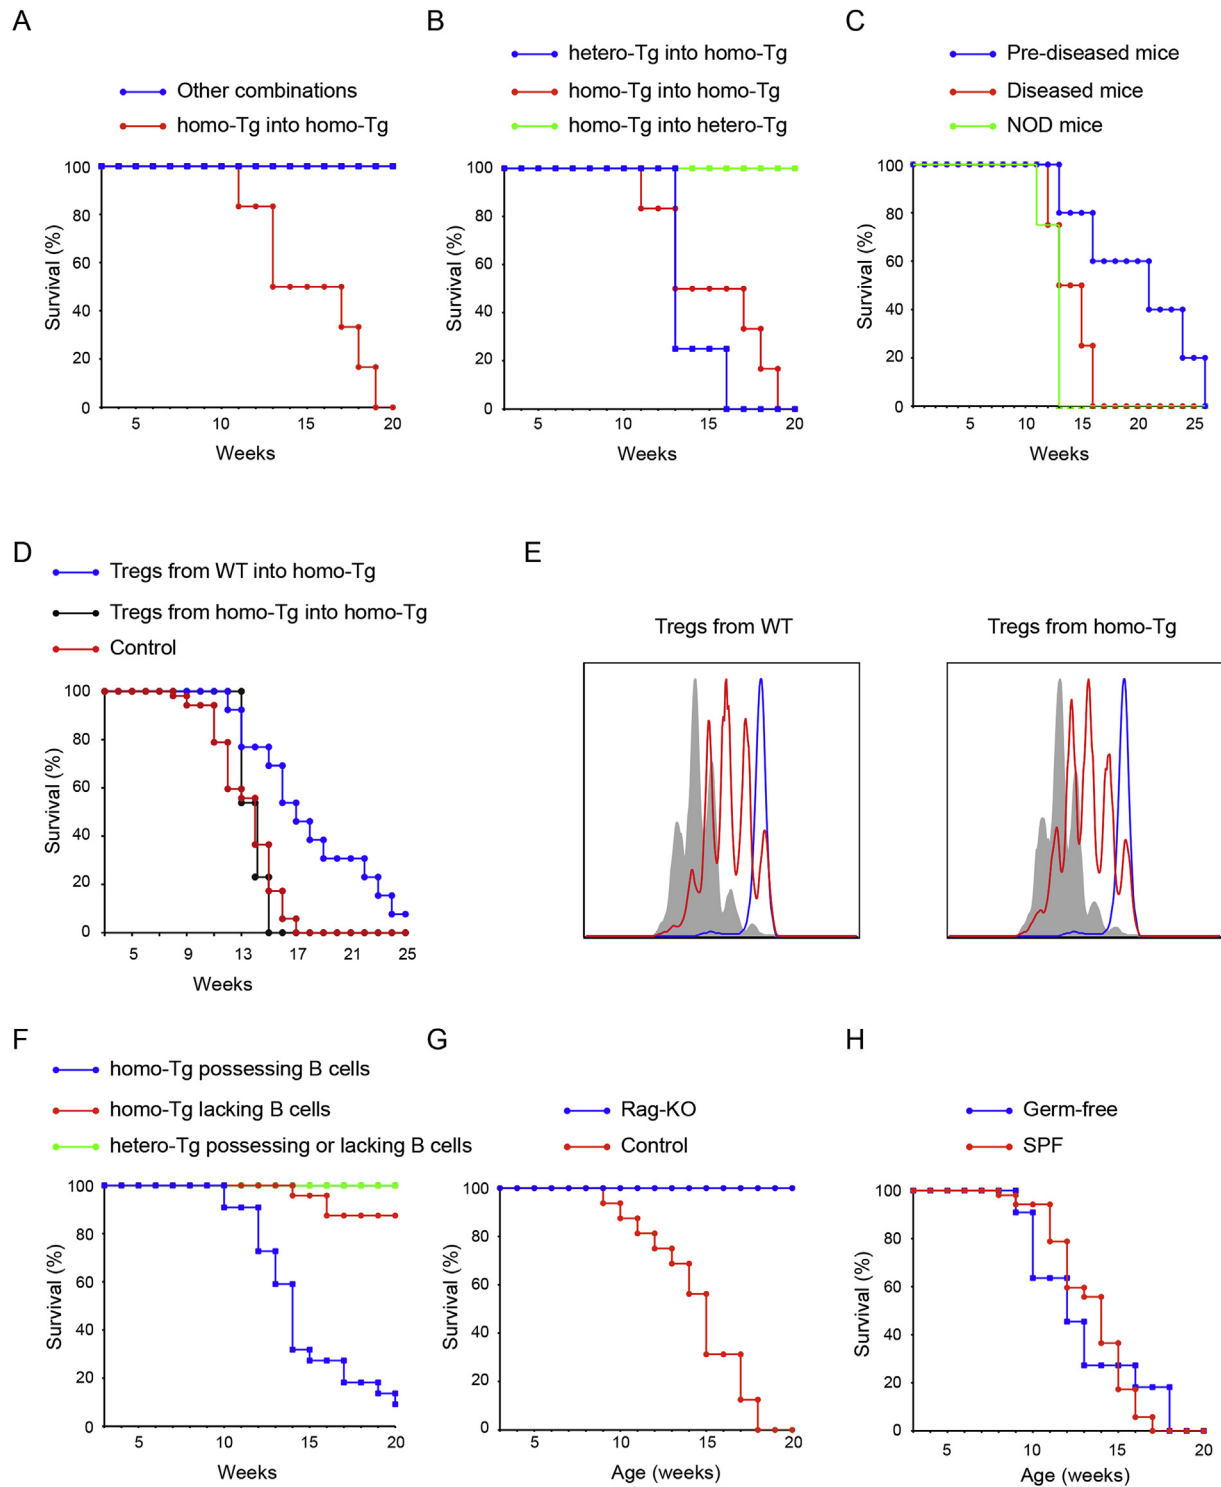 A
Other combinations
homo-Tg into homo-Tg
100
80
60
40
20
0
Survival (%)
5
10
15
20
Weeks
B
hetero-Tg into homo-Tg
homo-Tg into homo-Tg
homo-Tg into hetero-Tg
100
80
60
40
20
0
Survival (%)
5
10
15
20
Weeks
C
Pre-diseased mice
Diseased mice
NOD mice
100
80
60
40
20
0
Survival (%)
5
10
15
20
25
Weeks
D
Tregs from WT into homo-Tg
Tregs from homo-Tg into homo-Tg
Control
100
80
60
40
20
0
Survival (%)
5
9
13
17
21
25
Weeks
E
Tregs from WT
Tregs from homo-Tg
F
homo-Tg possessing B cells
homo-Tg lacking B cells
hetero-Tg possessing or lacking B cells
100
80
60
40
20
0
Survival (%)
5
10
15
20
Weeks
G
Rag-KO
Control
100
80
60
40
20
0
Survival (%)
5
10
15
20
Age (weeks)
H
Germ-free
SPF
100
80
60
40
20
0
Survival (%)
5
10
15
20
Age (weeks)